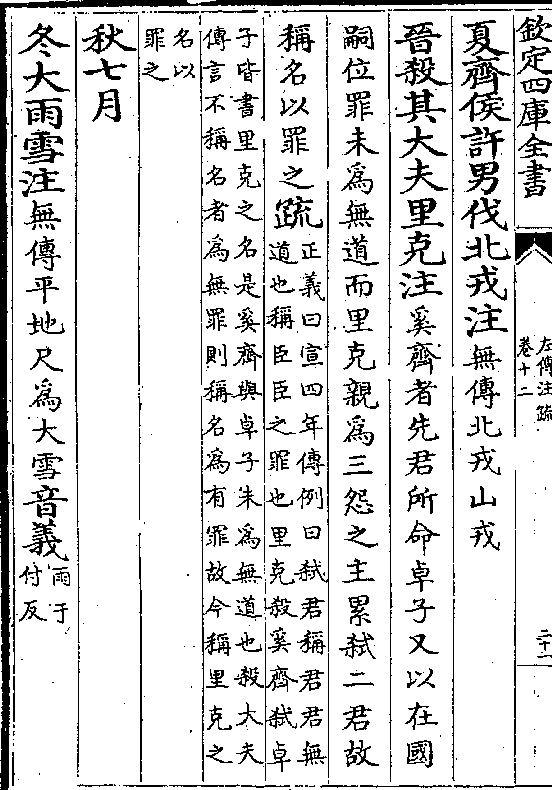 欽定四庫全書
左傳注疏
卷十二
二十一
夏齊侯許男伐北戎注無傳北戎山戎
晉殺其大夫里克注奚齊者先君所命卓子又以在國
嗣位罪未為無道而里克親為三怨之主累弑二君故
稱名以罪之疏正義曰宣四年傳例曰弑君稱君君無
道也稱臣臣之罪也里克殺奚齊弑卓
子皆書里克之名是奚齊與卓子未為無道也殺大夫
傳言不稱名者為無罪則稱名為有罪故今稱里克之
名以
罪之
秋七月
冬大雨雪注無傳平地尺為大雪音義雨于
付反